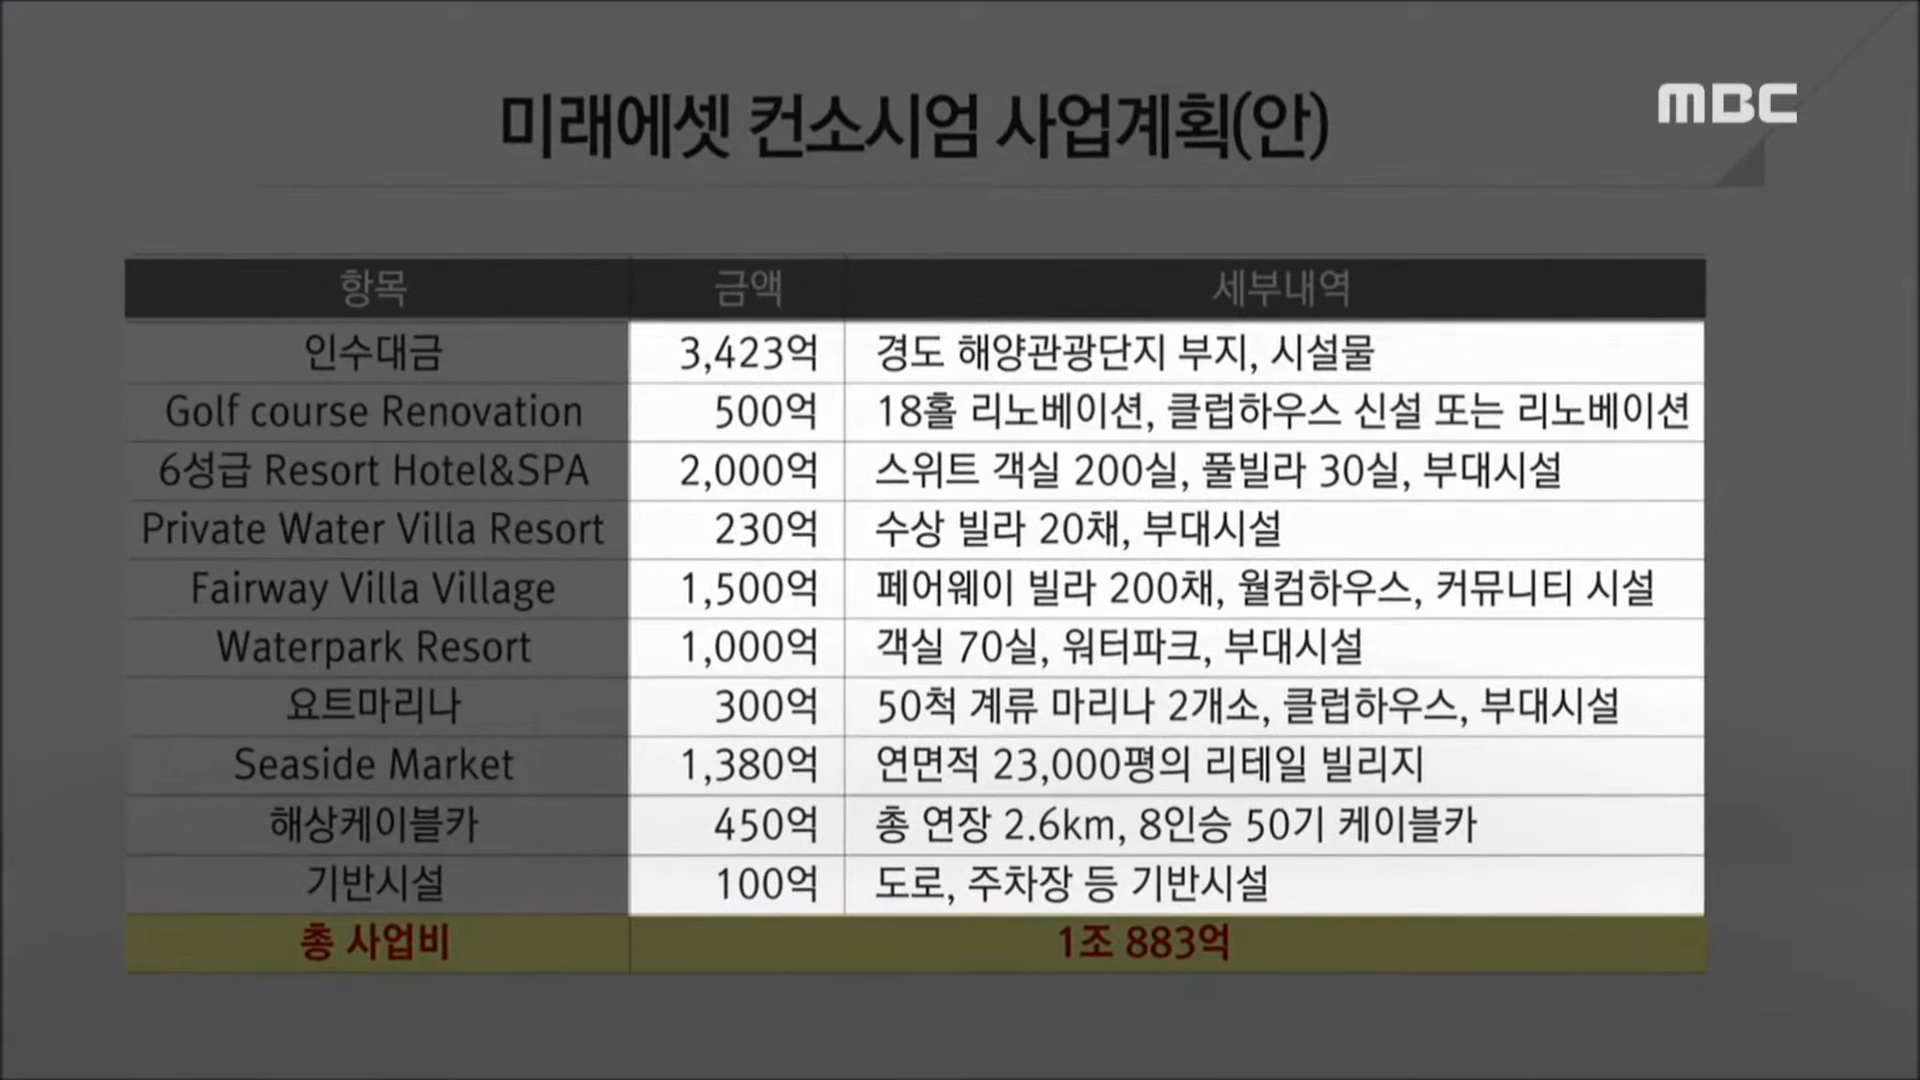 미래에셋 컨소시엄 사업계획(안)
MBC
항목 금액 세부내역
인수대금 3,423억 경도 해양관광단지 부지, 시설물
Golf course Renovation 500억 18홀 리노베이션, 클럽하우스 신설 또는 리노베이션
6성급 Resort Hotel&SPA 2,000억 스위트 객실 200실, 풀빌라 30실, 부대시설
Private Water Villa Resort 230억 수상 빌라 20채, 부대시설
Fairway Villa Village 1,500억 페어웨이 빌라 200채, 월컴하우스, 커뮤니티 시설
Waterpark Resort 1,000억 객실 70실, 워터파크, 부대시설
요트마리나 300억 50척 계류 마리나 2개소, 클럽하우스, 부대시설
Seaside Market 1,380억 연면적 23,000평의 리테일 빌리지
해상케이블카 450억 총 연장 2.6km, 8인승 50기 케이블카
기반시설 100억 도로, 주차장 등 기반시설
총 사업비 1조 883억